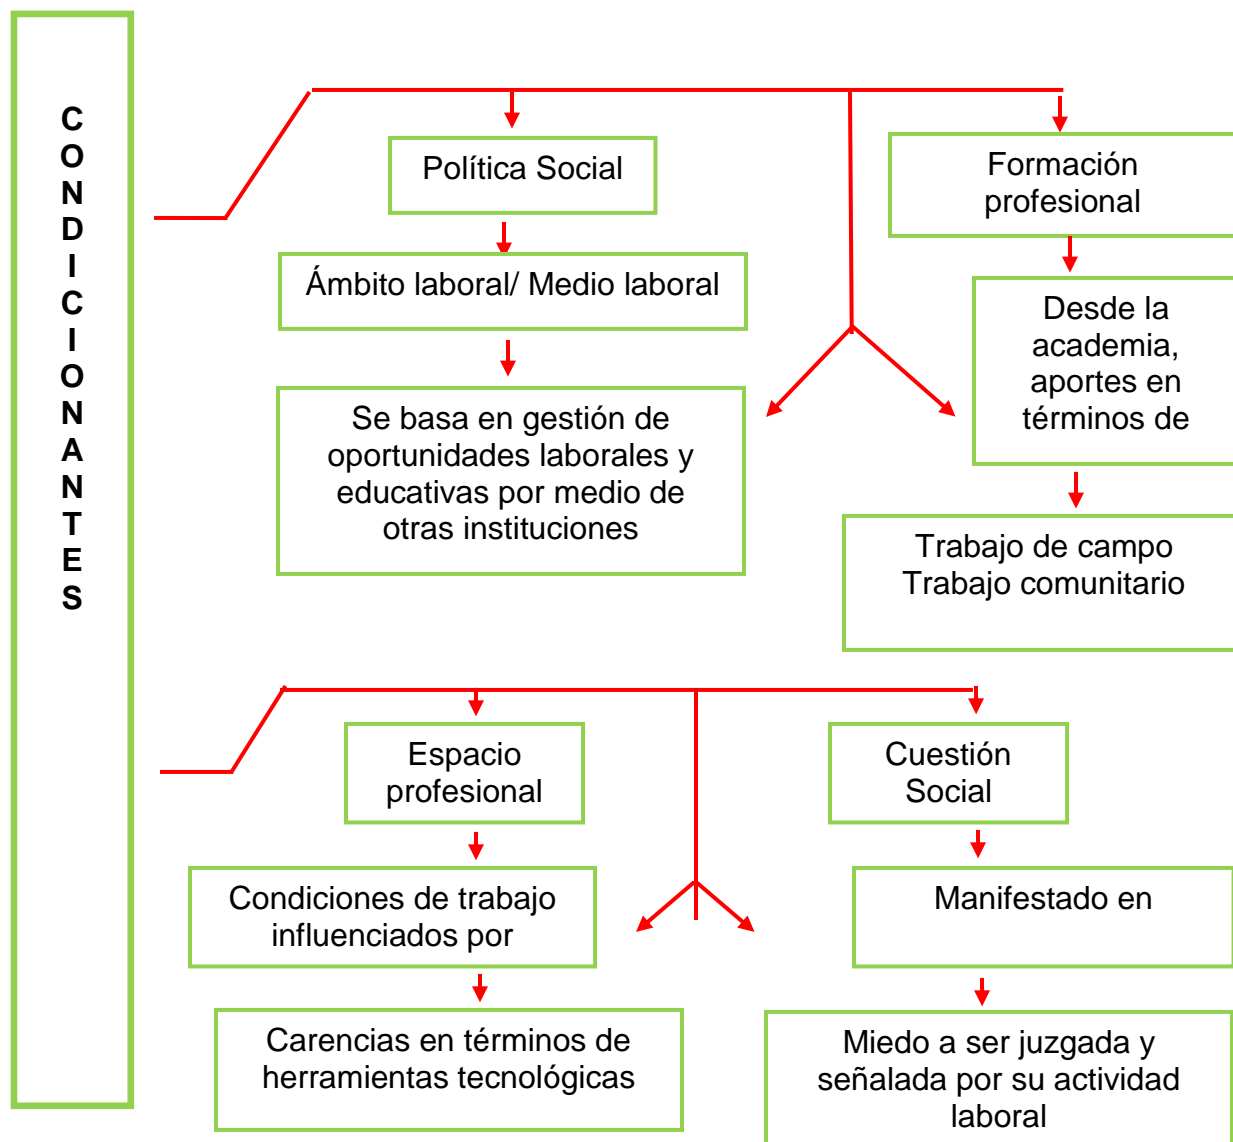 CONDICIONANTES
Política Social
Ámbito laboral/ Medio laboral
Se basa en gestión de
oportunidades laborales y
educativas por medio de
otras instituciones
Formación
profesional
Desde la
academia,
aportes en
términos de
Trabajo de campo
Trabajo comunitario
Espacio
profesional
Condiciones de trabajo
influenciados por
Carencias en términos de
herramientas tecnológicas
Cuestión
Social
Manifestado en
Miedo a ser juzgada y
señalada por su actividad
laboral